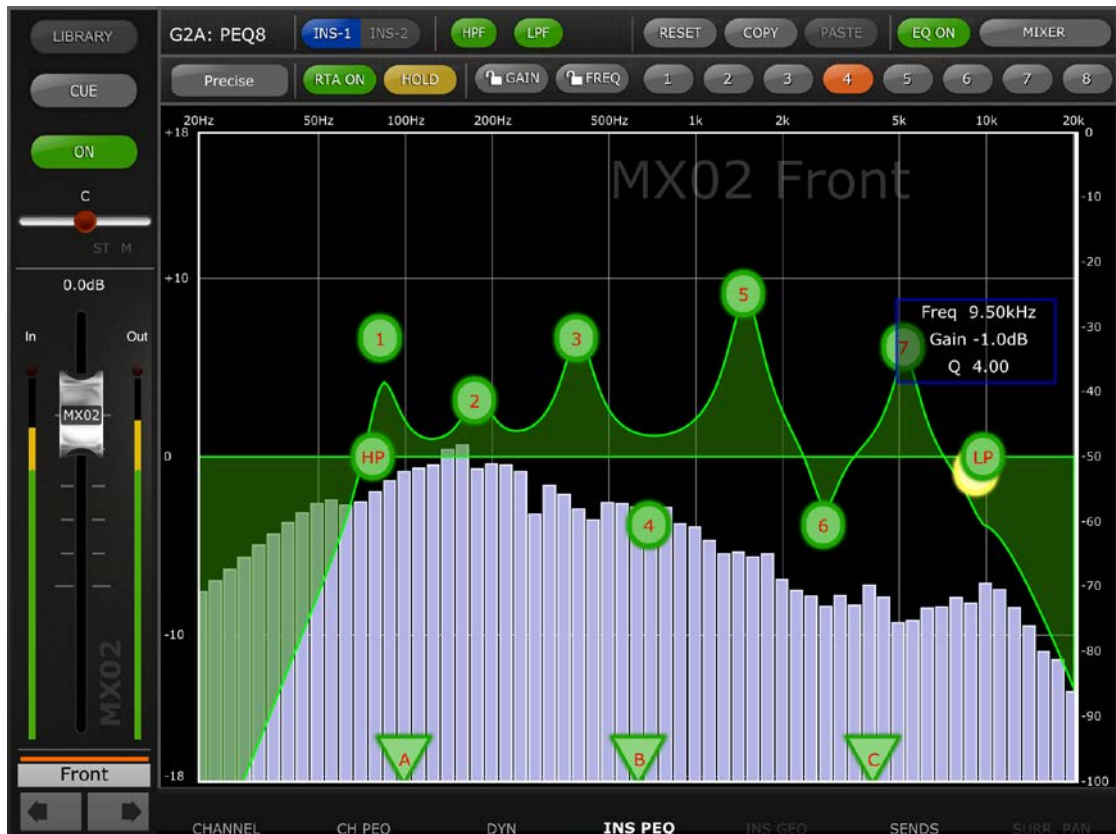 LIBRARY
G2A: PEQ8 INS-1 INS-2 HPF LPF RESET COPY PASTE EQ ON MIXER
CUE
Precise RTA ON HOLD GAIN FREQ 1 2 3 4 5 6 7 8
ON
20Hz 50Hz 100Hz 200Hz 500Hz 1k 2k 5k 10k 20k
+18 0
MX02 Front
C
-10
ST M
-20
+10
0.0dB
5
Freq 9.50kHz
-30
In Out
1 3 7
Gain -1.0dB
Q 4.00
-40
2
MX02
0 HP LP -50
4 6
-60
-70
-10
-80
MX02
-90
A B C
Front
-18 -100
CHANNEL CH PEQ DYN INS PEQ INS GEQ SENDS SURR. PAN